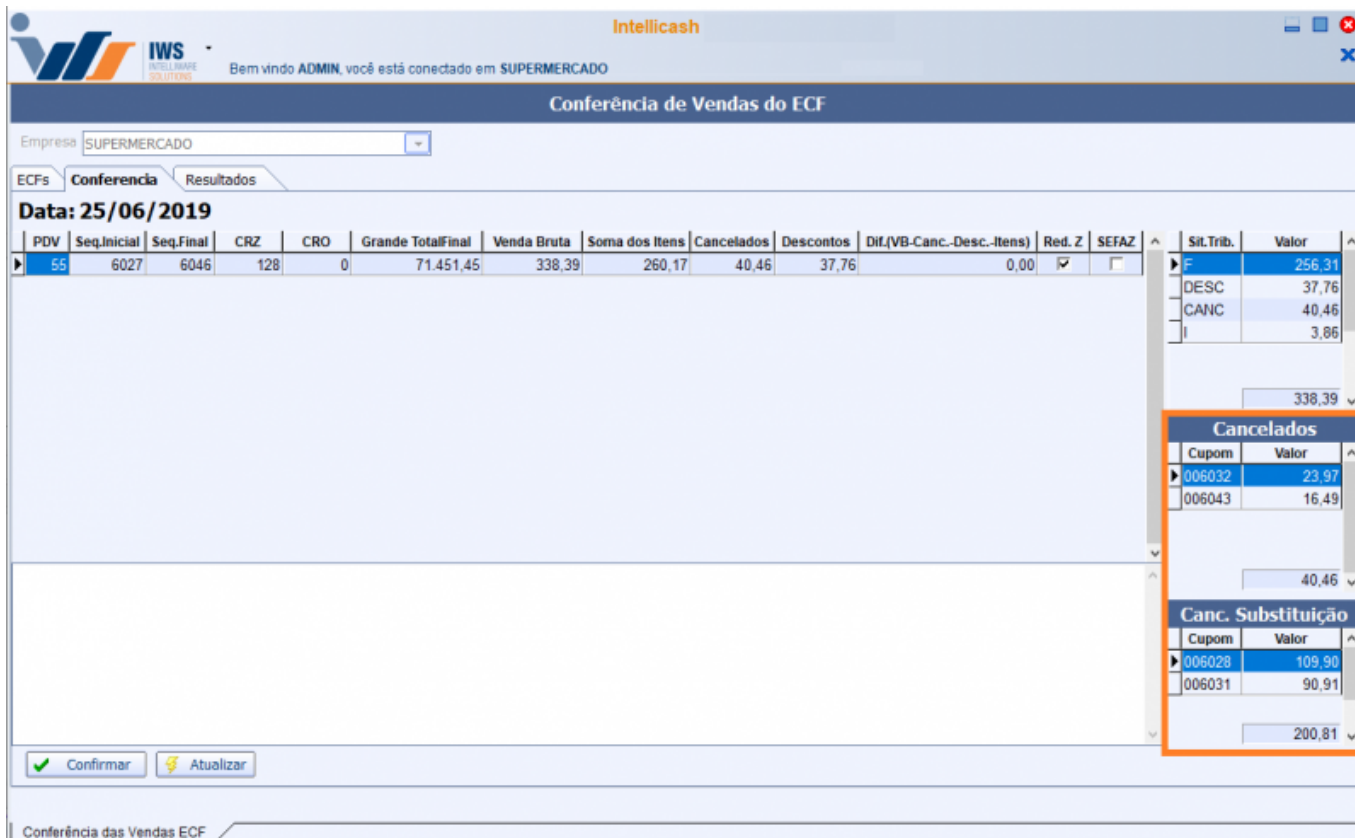 Intellicash
IWS
INTELLIWARE
SOLUTIONS
Bem vindo ADMIN, você está conectado em SUPERMERCADO
Conferência de Vendas do ECF
Empresa SUPERMERCADO
ECFs Conferencia Resultados
Data: 25/06/2019
PDV Seq.Inicial Seq.Final CRZ CRO Grande TotalFinal Venda Bruta Soma dos Itens Cancelados Descontos Dif.(VB-Canc.-Desc.-Itens) Red. Z SEFAZ
55 6027 6046 128 0 71.451,45 338,39 260,17 40,46 37,76 0,00
Sit.Trib. Valor
F 256,31
DESC 37,76
CANC 40,46
I 3,86
338,39
Cancelados
Cupom Valor
006032 23,97
006043 16,49
40,46
Canc. Substituição
Cupom Valor
006028 109,90
006031 90,91
200,81
Confirmar Atualizar
Conferência das Vendas ECF